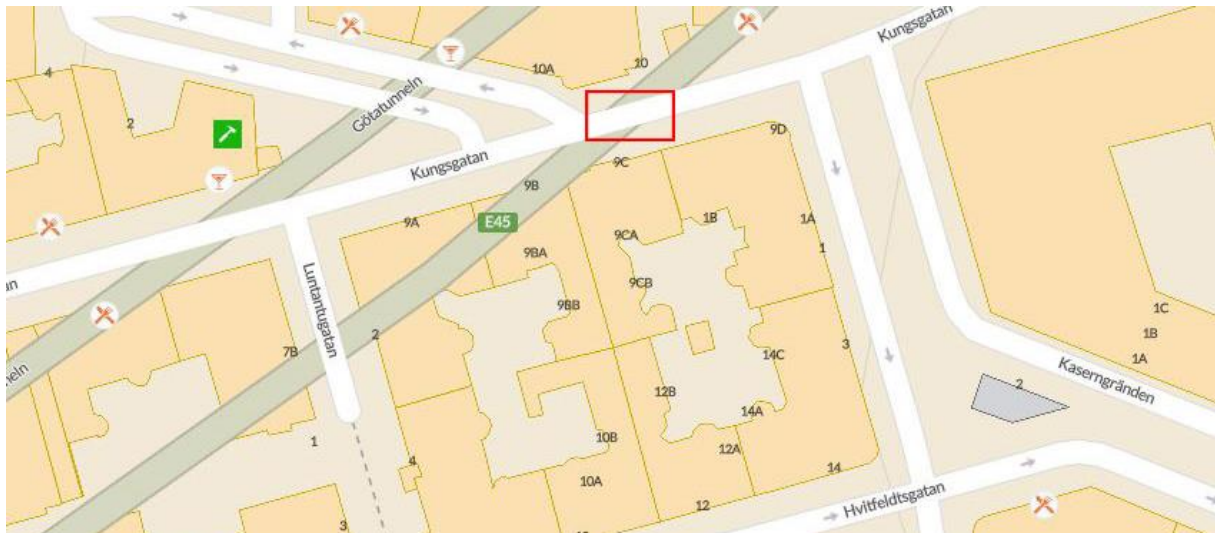 Kungsgatan
10A
10
4
2
Götatunneln
9D
Kungsgatan
9C
9B
E45
9A
1B
1A
9CA
1
9BA
9CB
9BB
Luntantugatan
1C
1B
2
3
7B
14C
1A
Kaserngränden
2
12B
14A
10B
1
12A
4
14
10A
Hvitfeldtsgatan
12
3